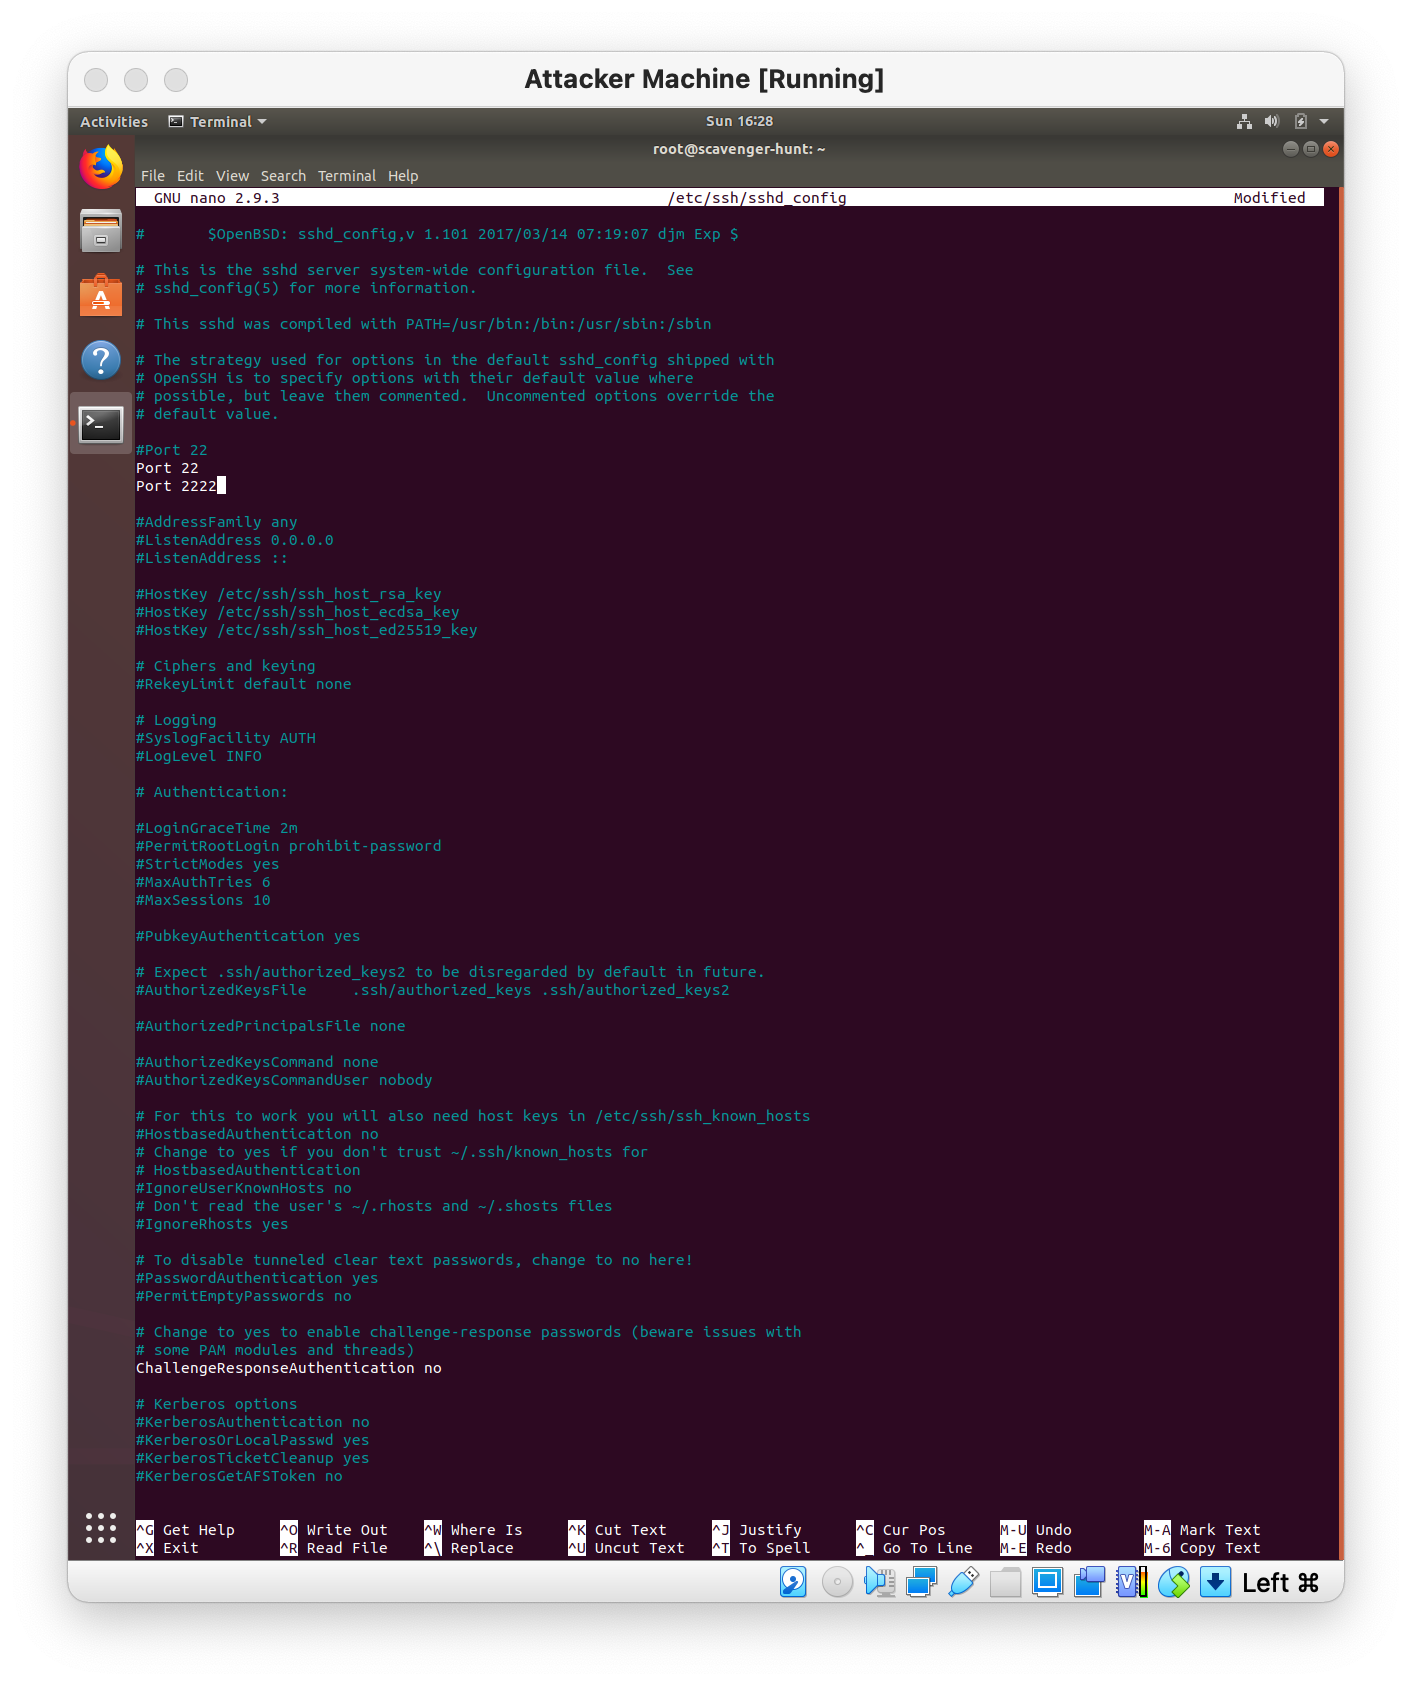 Attacker Machine [Running]
Activities Terminal Sun 16:28
root@scavenger-hunt: ~
File Edit View Search Terminal Help
GNU nano 2.9.3 /etc/ssh/sshd_config Modified
# $OpenBSD: sshd_config,v 1.101 2017/03/14 07:19:07 djm Exp $
# This is the sshd server system-wide configuration file. See
# sshd_config(5) for more information.
# This sshd was compiled with PATH=/usr/bin:/bin:/usr/sbin:/sbin
# The strategy used for options in the default sshd_config shipped with
# OpenSSH is to specify options with their default value where
# possible, but leave them commented. Uncommented options override the
# default value.
#Port 22
Port 22
Port 2222
#AddressFamily any
#ListenAddress 0.0.0.0
#ListenAddress ::
#HostKey /etc/ssh/ssh_host_rsa_key
#HostKey /etc/ssh/ssh_host_ecdsa_key
#HostKey /etc/ssh/ssh_host_ed25519_key
# Ciphers and keying
#RekeyLimit default none
# Logging
#SyslogFacility AUTH
#LogLevel INFO
# Authentication:
#LoginGraceTime 2m
#PermitRootLogin prohibit-password
#StrictModes yes
#MaxAuthTries 6
#MaxSessions 10
#PubkeyAuthentication yes
# Expect .ssh/authorized_keys2 to be disregarded by default in future.
#AuthorizedKeysFile .ssh/authorized_keys .ssh/authorized_keys2
#AuthorizedPrincipalsFile none
#AuthorizedKeysCommand none
#AuthorizedKeysCommandUser nobody
# For this to work you will also need host keys in /etc/ssh/ssh_known_hosts
#HostbasedAuthentication no
# Change to yes if you don't trust ~/.ssh/known_hosts for
# HostbasedAuthentication
#IgnoreUserKnownHosts no
# Don't read the user's ~/.rhosts and ~/.shosts files
#IgnoreRhosts yes
# To disable tunneled clear text passwords, change to no here!
#PasswordAuthentication yes
#PermitEmptyPasswords no
# Change to yes to enable challenge-response passwords (beware issues with
# some PAM modules and threads)
ChallengeResponseAuthentication no
# Kerberos options
#KerberosAuthentication no
#KerberosOrLocalPasswd yes
#KerberosTicketCleanup yes
#KerberosGetAFSToken no
^G Get Help ^O Write Out ^W Where Is ^K Cut Text ^J Justify ^C Cur Pos M-U Undo M-A Mark Text
^X Exit ^R Read File ^\ Replace ^U Uncut Text ^T To Spell ^_ Go To Line M-E Redo M-6 Copy Text
Left ⌘